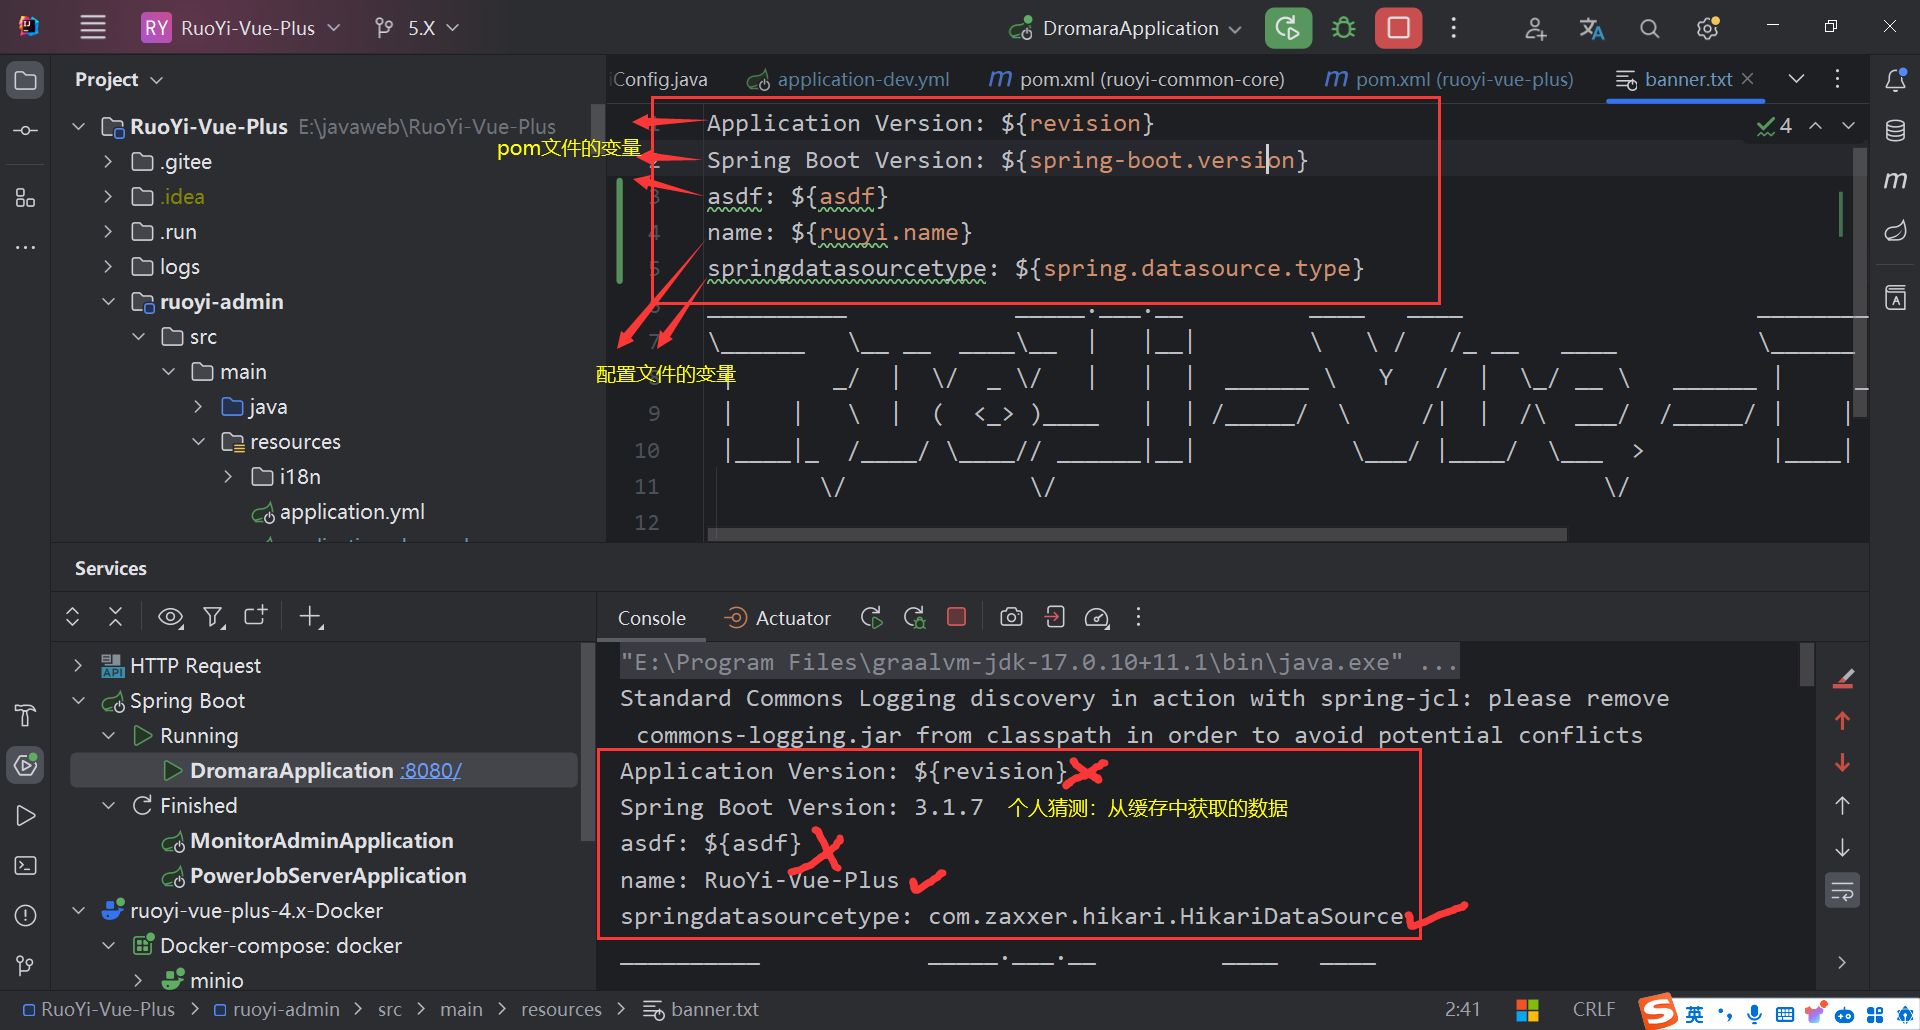 RY RuoYi-Vue-Plus 5.X DromaraApplication
Project
Config.java application-dev.yml pom.xml (ruoyi-common-core) pom.xml (ruoyi-vue-plus) banner.txt
RuoYi-Vue-Plus E:\javaweb\RuoYi-Vue-Plus
.gitee
.idea
.run
logs
ruoyi-admin
src
main
java
resources
i18n
application.yml
Application Version: ${revision}
Spring Boot Version: ${spring-boot.version}
asdf: ${asdf}
name: ${ruoyi.name}
springdatasourcetype: ${spring.datasource.type}
4
pom文件的变量
配置文件的变量
3
4
5
7
9
10
11
12
Services
HTTP Request
Spring Boot
Running
DromaraApplication :8080/
Finished
MonitorAdminApplication
PowerJobServerApplication
ruoyi-vue-plus-4.x-Docker
Docker-compose: docker
minio
Console Actuator
"E:\Program Files\graalvm-jdk-17.0.10+11.1\bin\java.exe" ...
Standard Commons Logging discovery in action with spring-jcl: please remove
commons-logging.jar from classpath in order to avoid potential conflicts
Application Version: ${revision}
Spring Boot Version: 3.1.7 个人猜测：从缓存中获取的数据
asdf: ${asdf}
name: RuoYi-Vue-Plus
springdatasourcetype: com.zaxxer.hikari.HikariDataSource
RuoYi-Vue-Plus > ruoyi-admin > src > main > resources > banner.txt
2:41 CRLF
英